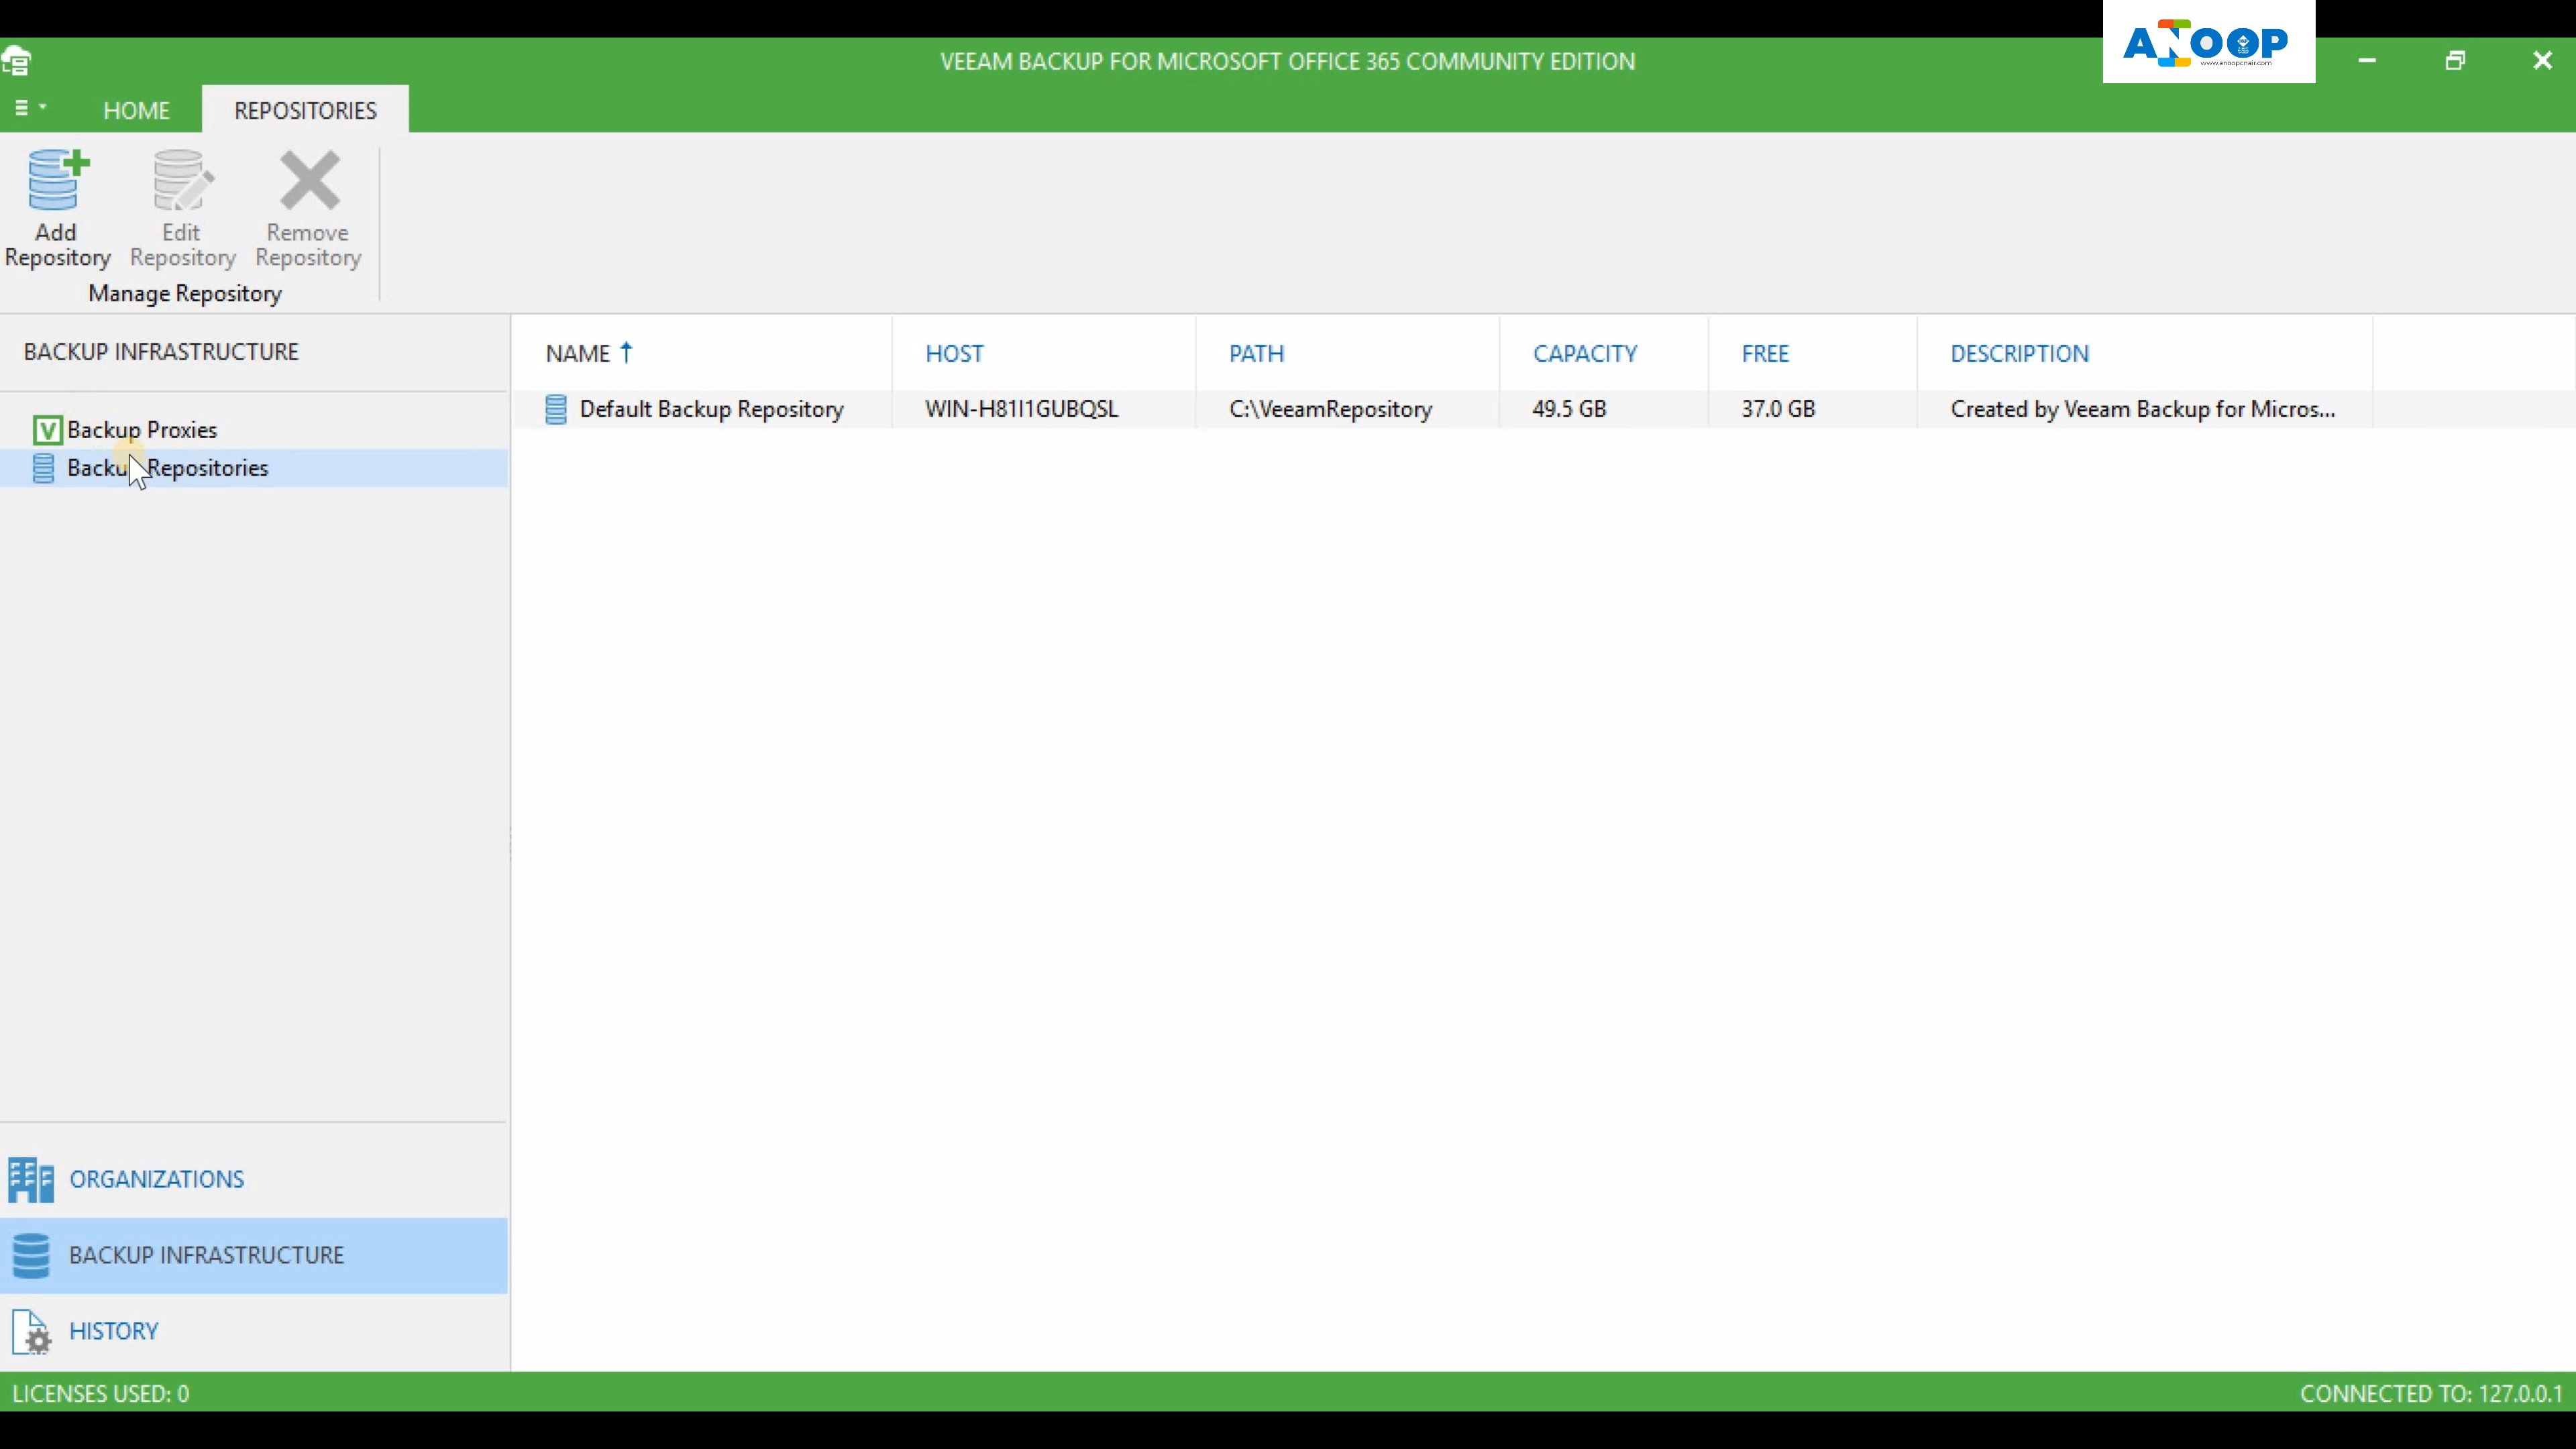 ANOOP
www.anoopcnair.com
VEEAM BACKUP FOR MICROSOFT OFFICE 365 COMMUNITY EDITION
HOME
REPOSITORIES
Add
Repository
Edit
Repository
Remove
Repository
Manage Repository
BACKUP INFRASTRUCTURE
Backup Proxies
Backup Repositories
NAME HOST PATH CAPACITY FREE DESCRIPTION
Default Backup Repository WIN-H81I1GUBQSL C:\VeeamRepository 49.5 GB 37.0 GB Created by Veeam Backup for Micros...
ORGANIZATIONS
BACKUP INFRASTRUCTURE
HISTORY
LICENSES USED: 0
CONNECTED TO: 127.0.0.1